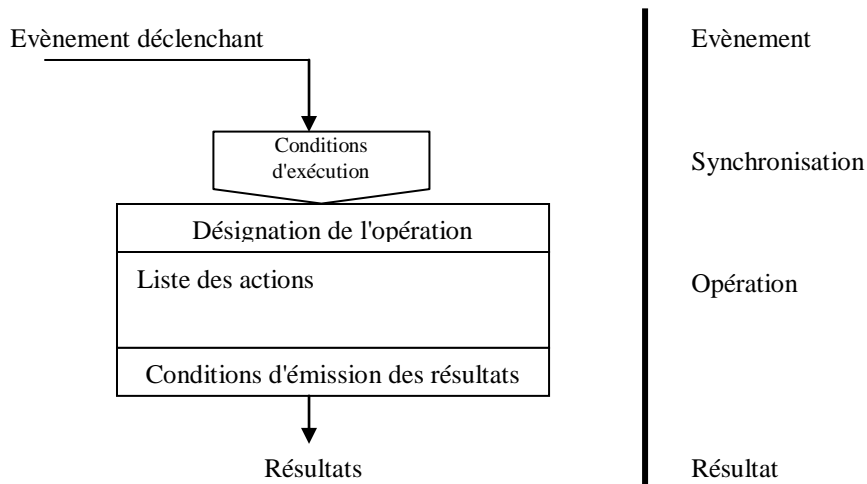 Evènement déclenchant
Evènement
Conditions
d'exécution
Synchronisation
Désignation de l'opération
Liste des actions
Opération
Conditions d'émission des résultats
Résultats
Résultat